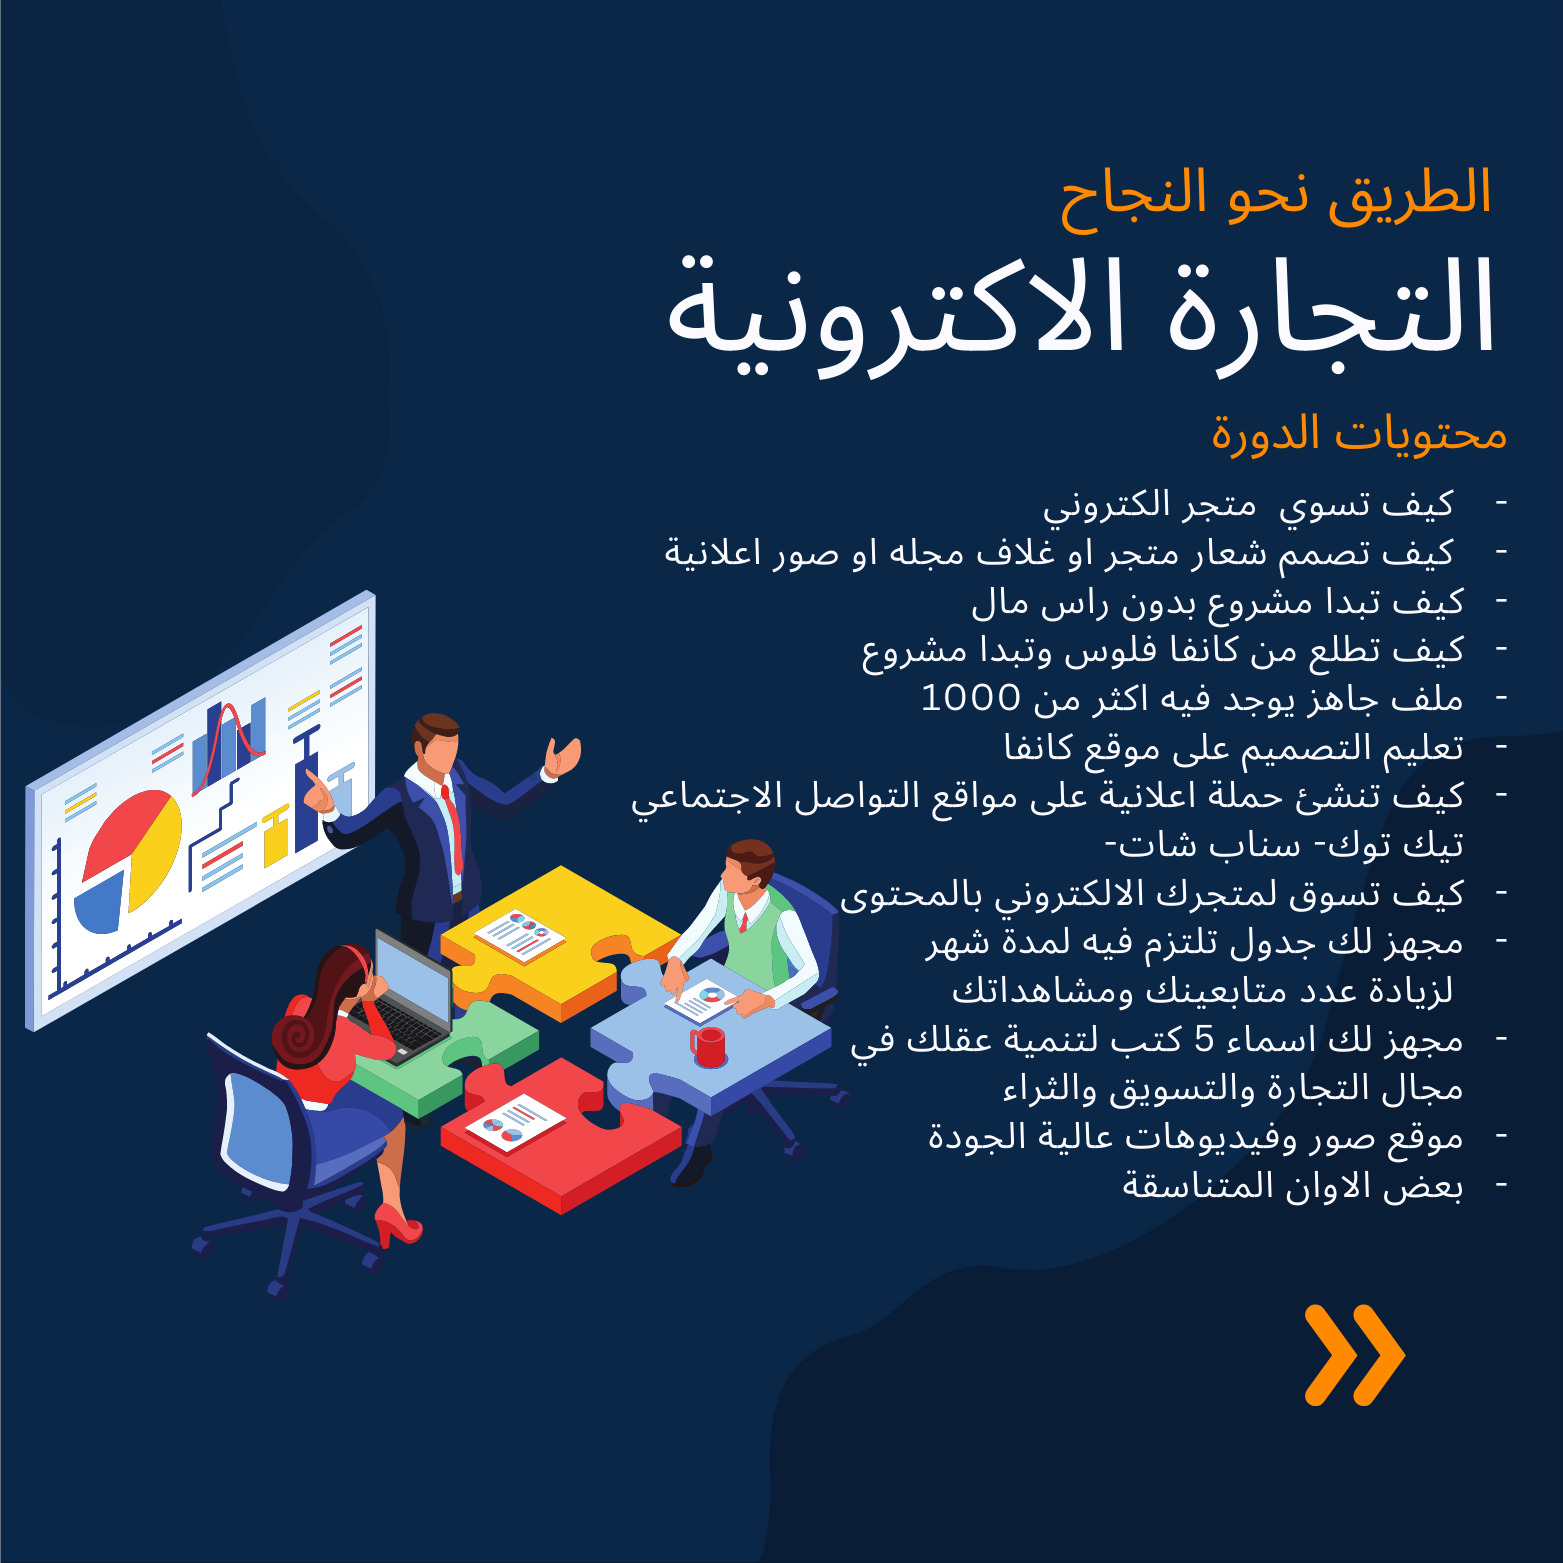 الطريق نحو النجاح
التجارة الاكترونية
محتويات الدورة
- كيف تسوي متجر الكتروني
- كيف تصمم شعار متجر او غلاف مجله او صور اعلانية
- كيف تبدا مشروع بدون راس مال
- كيف تطلع من كانفا فلوس وتبدا مشروع
- ملف جاهز يوجد فيه اكثر من 1000
- تعليم التصميم على موقع كانفا
- كيف تنشئ حملة اعلانية على مواقع التواصل الاجتماعي
تيك توك- سناب شات-
- كيف تسوق لمتجرك الالكتروني بالمحتوى
- مجهز لك جدول تلتزم فيه لمدة شهر
لزيادة عدد متابعينك ومشاهداتك
- مجهز لك اسماء 5 كتب لتنمية عقلك في
مجال التجارة والتسويق والثراء
- موقع صور وفيديوهات عالية الجودة
- بعض الاوان المتناسقة